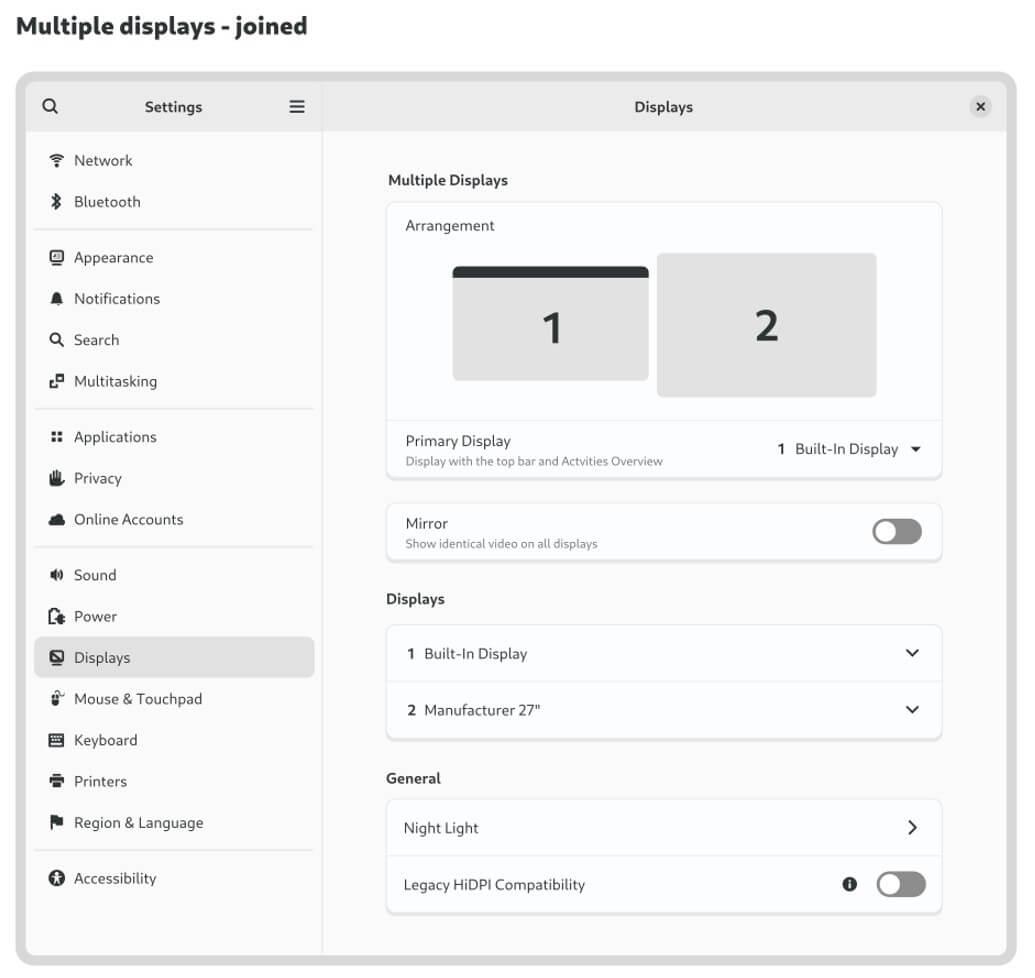 Multiple displays - joined
Settings
Displays
Network
Bluetooth
Appearance
Notifications
Search
Multitasking
Applications
Privacy
Online Accounts
Sound
Power
Displays
Mouse & Touchpad
Keyboard
Printers
Region & Language
Accessibility
Multiple Displays
Arrangement
1
2
Primary Display
Display with the top bar and Actvities Overview
1 Built-In Display
Mirror
Show identical video on all displays
Displays
1 Built-In Display
2 Manufacturer 27"
General
Night Light
Legacy HiDPI Compatibility